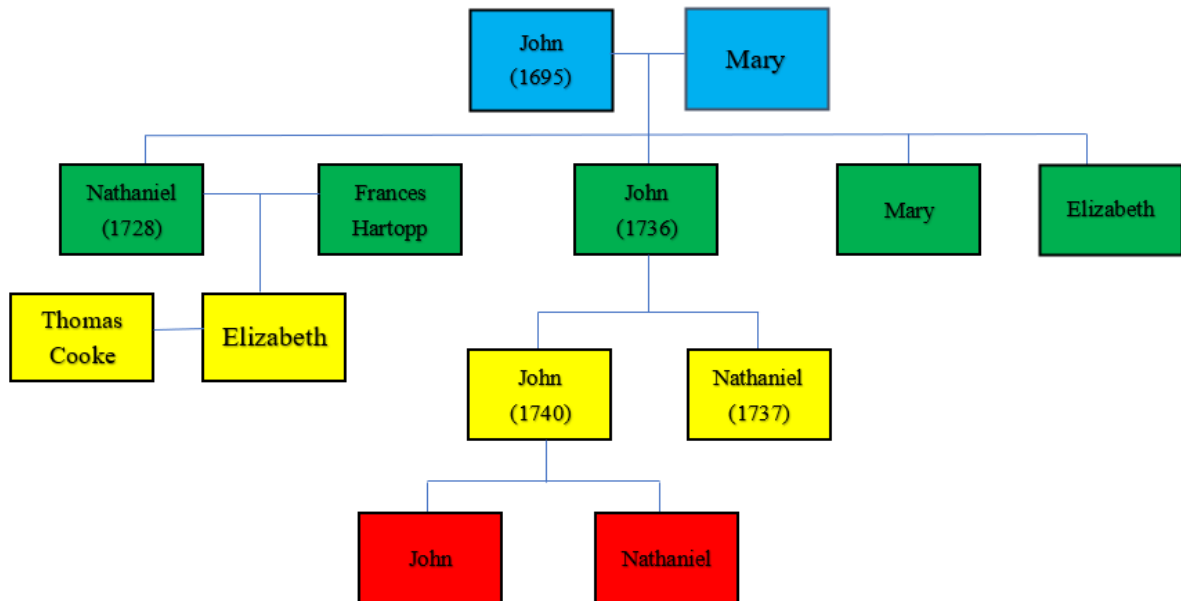 John
(1695)
Mary
Nathaniel
(1728)
Frances
Hartopp
John
(1736)
Mary
Elizabeth
Thomas
Cooke
Elizabeth
John
(1740)
Nathaniel
(1737)
John
Nathaniel